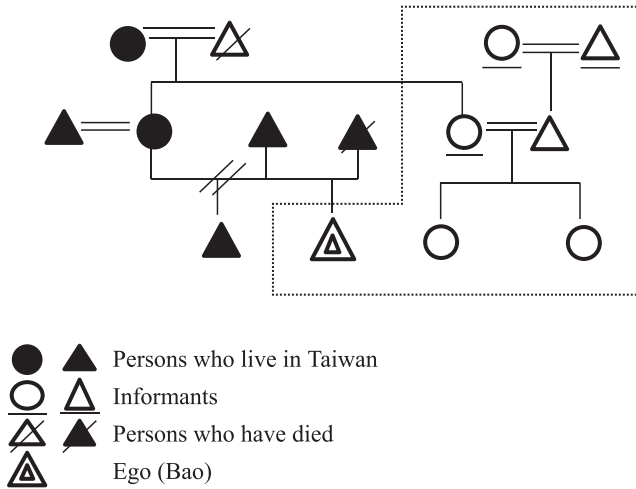 Persons who live in Taiwan
Informants
Persons who have died
Ego (Bao)